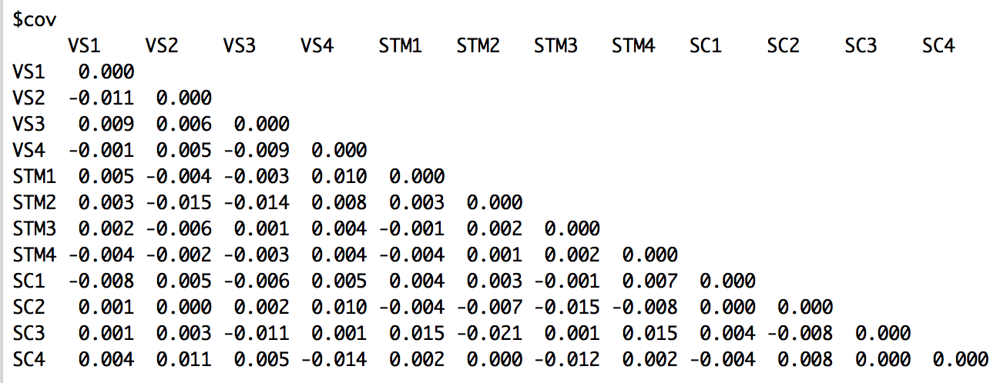 $cov
     VS1    VS2    VS3    VS4    STM1   STM2   STM3   STM4   SC1    SC2    SC3    SC4
VS1   0.000
VS2  -0.011  0.000
VS3   0.009  0.006  0.000
VS4  -0.001  0.005 -0.009  0.000
STM1  0.005 -0.004 -0.003  0.010  0.000
STM2  0.003 -0.015 -0.014  0.008  0.003  0.000
STM3  0.002 -0.006  0.001  0.004 -0.001  0.002  0.000
STM4 -0.004 -0.002 -0.003  0.004 -0.004  0.001  0.002  0.000
SC1  -0.008  0.005 -0.006  0.005  0.004  0.003 -0.001  0.007  0.000
SC2   0.001  0.000  0.002  0.010 -0.004 -0.007 -0.015 -0.008  0.000  0.000
SC3   0.001  0.003 -0.011  0.001  0.015 -0.021  0.001  0.015  0.004 -0.008  0.000
SC4   0.004  0.011  0.005 -0.014  0.002  0.000 -0.012  0.002 -0.004  0.008  0.000  0.000